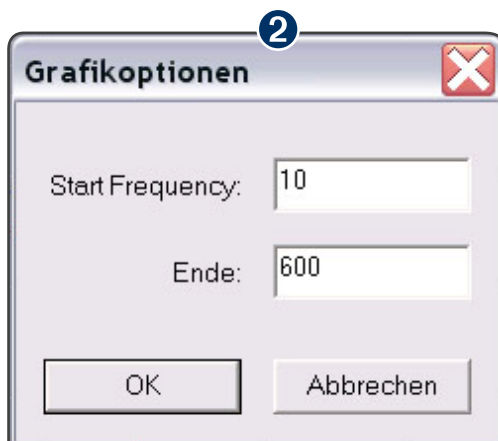 2
Grafikoptionen
Start Frequency: 10
Ende: 600
OK Abbrechen